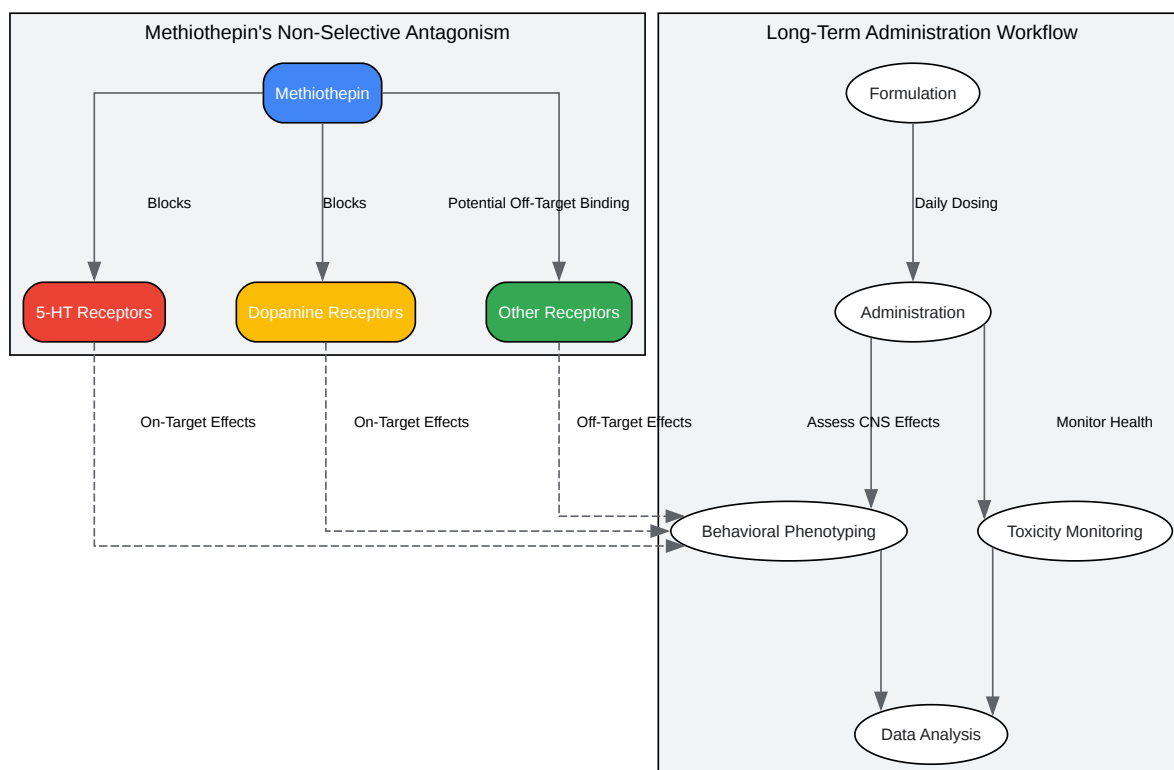 Methiothepin's Non-Selective Antagonism
Methiothepin
Blocks
Blocks
Potential Off-Target Binding
5-HT Receptors
Dopamine Receptors
Other Receptors
On-Target Effects
On-Target Effects
Off-Target Effects
Long-Term Administration Workflow
Formulation
Daily Dosing
Administration
Assess CNS Effects
Monitor Health
Behavioral Phenotyping
Toxicity Monitoring
Data Analysis